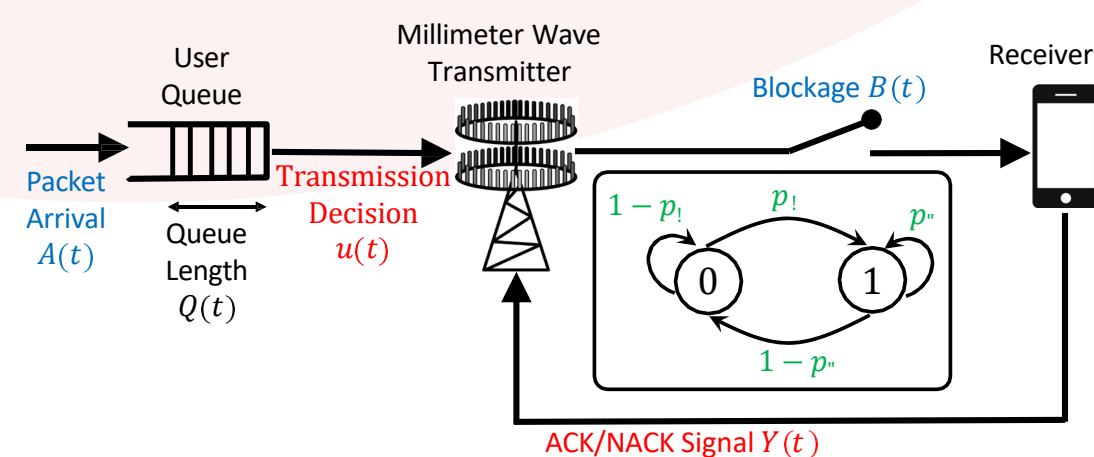 Millimeter Wave
Transmitter
User
Queue
Receiver
Blockage B(t)
Packet
Arrival
A(t)
Transmission
Decision
u(t)
Queue
Length
Q(t)
1 − p!
p!
p"
0
1
1 − p"
ACK/NACK Signal Y(t)